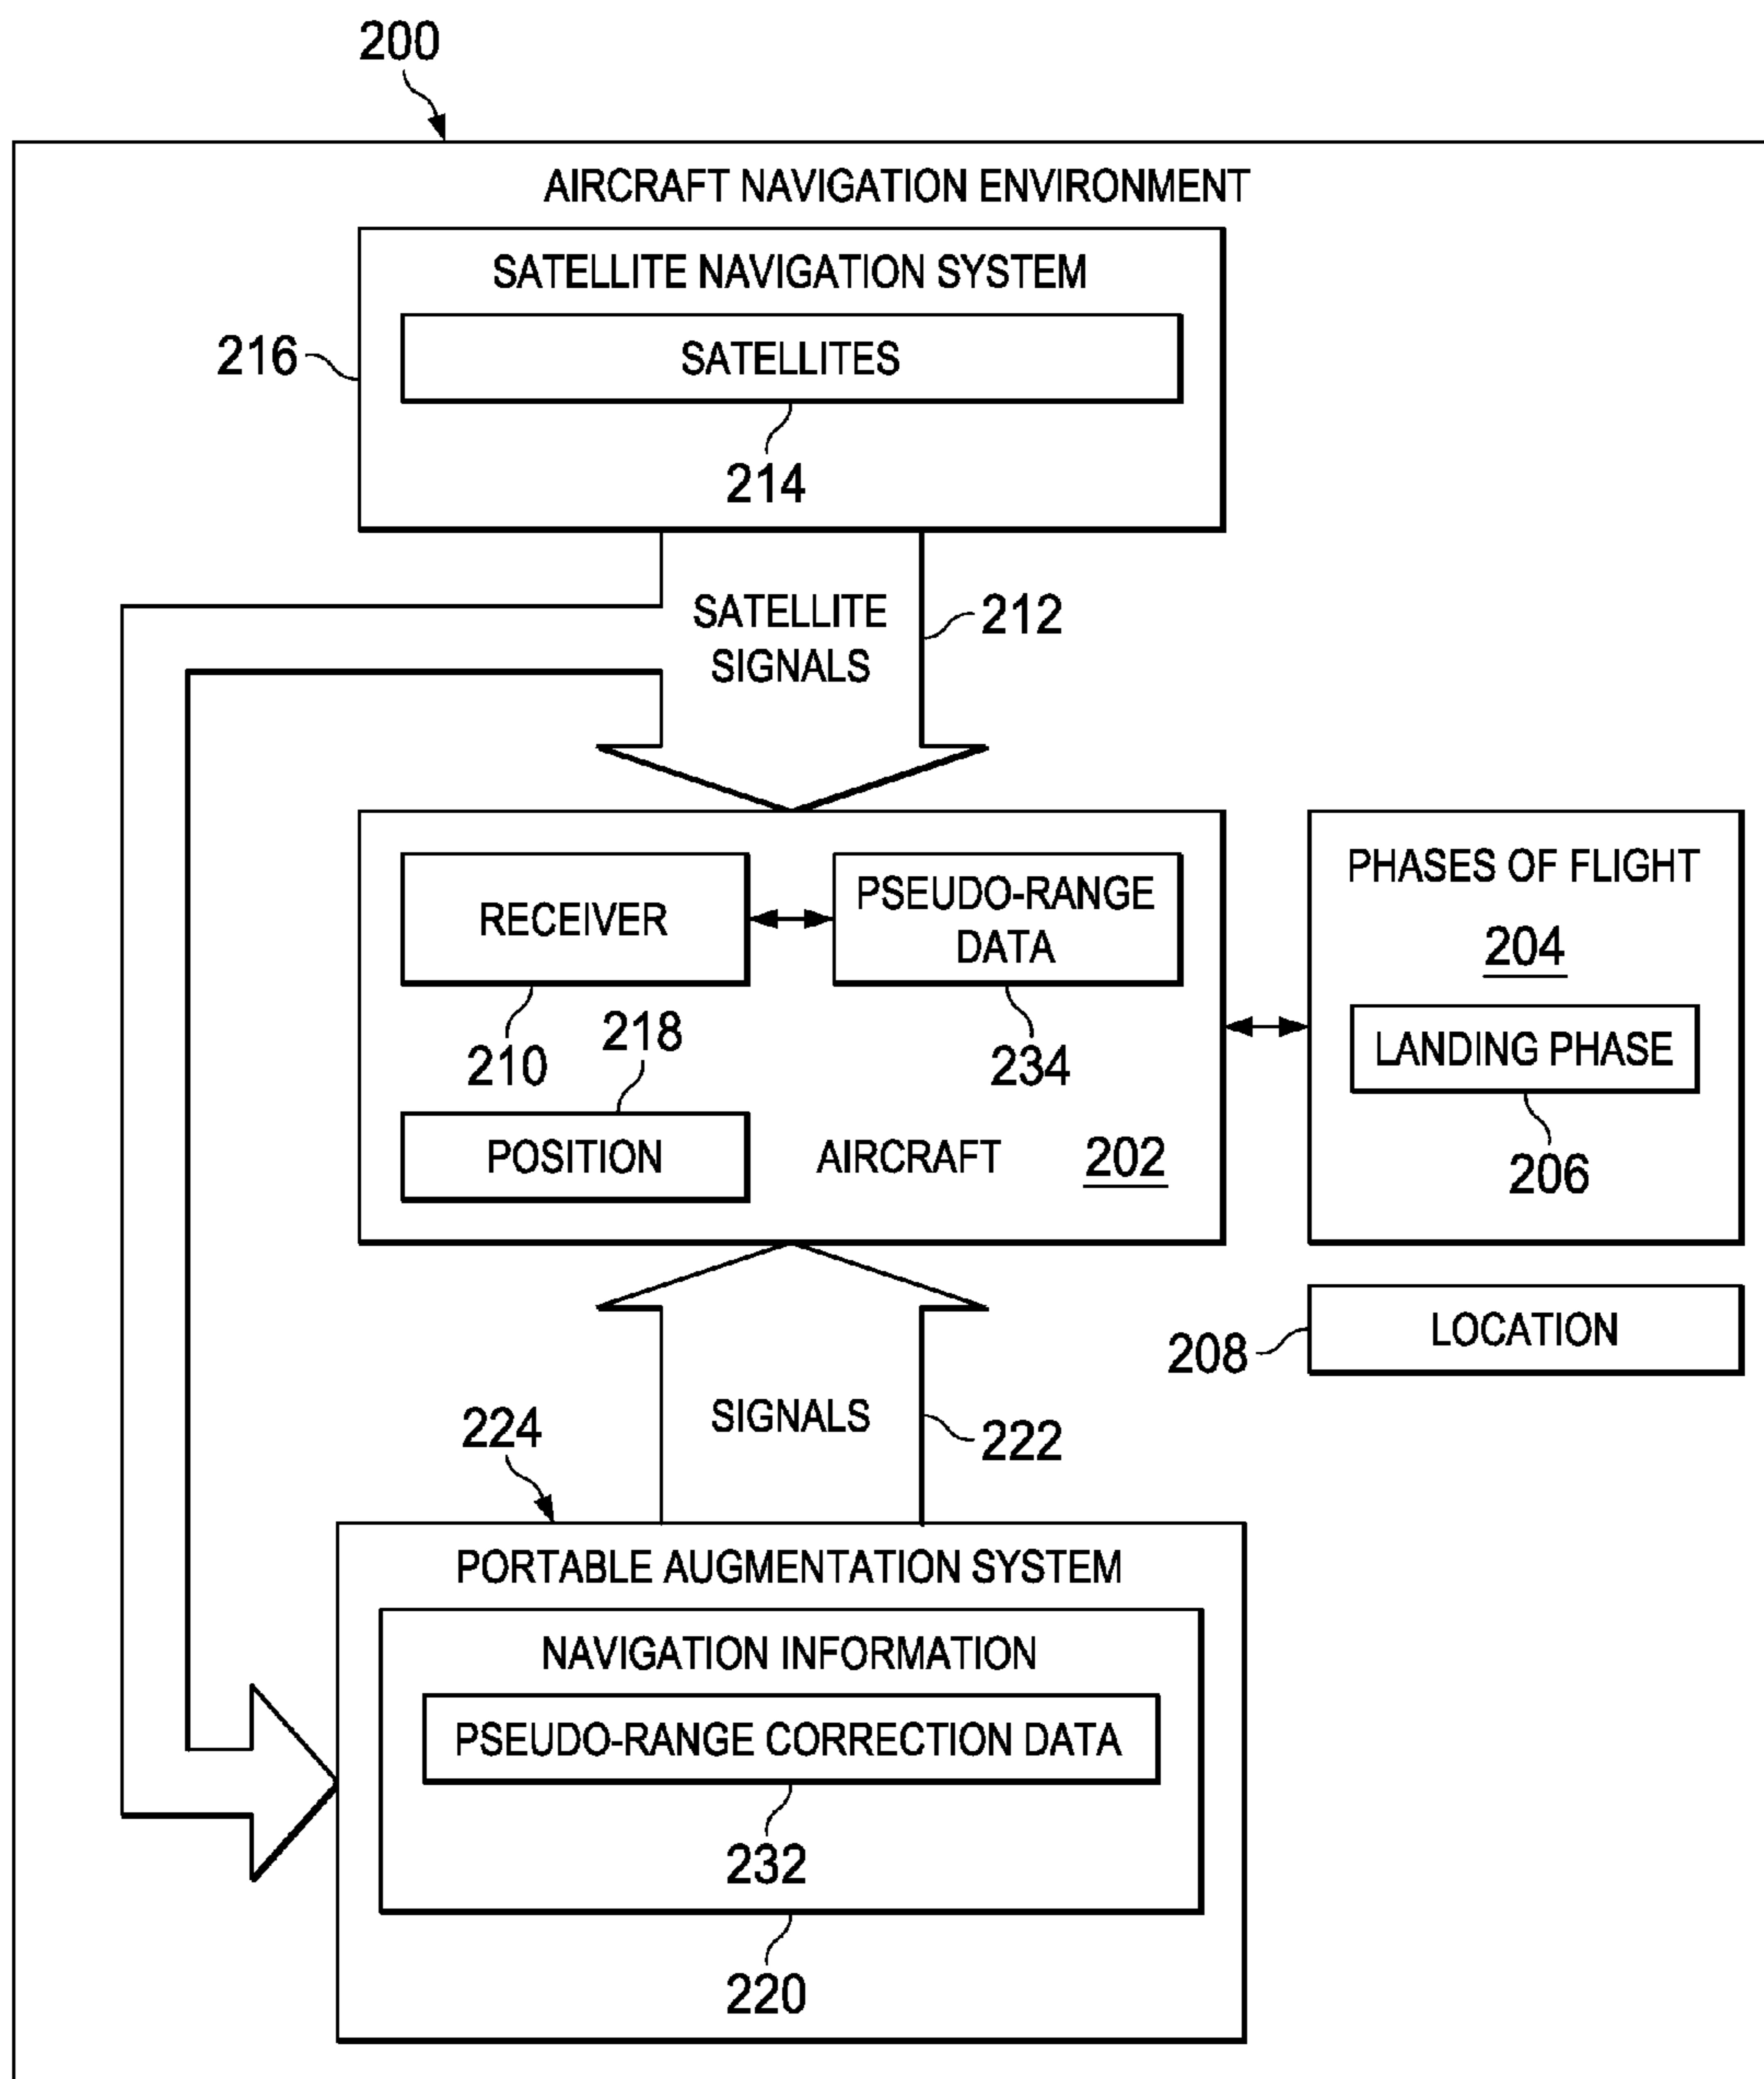 200
AIRCRAFT NAVIGATION ENVIRONMENT
SATELLITE NAVIGATION SYSTEM
216
SATELLITES
214
SATELLITE
SIGNALS
212
RECEIVER
PSEUDO-RANGE
DATA
210
218
234
POSITION
AIRCRAFT
202
PHASES OF FLIGHT
204
LANDING PHASE
206
208
LOCATION
SIGNALS
222
224
PORTABLE AUGMENTATION SYSTEM
NAVIGATION INFORMATION
PSEUDO-RANGE CORRECTION DATA
232
220